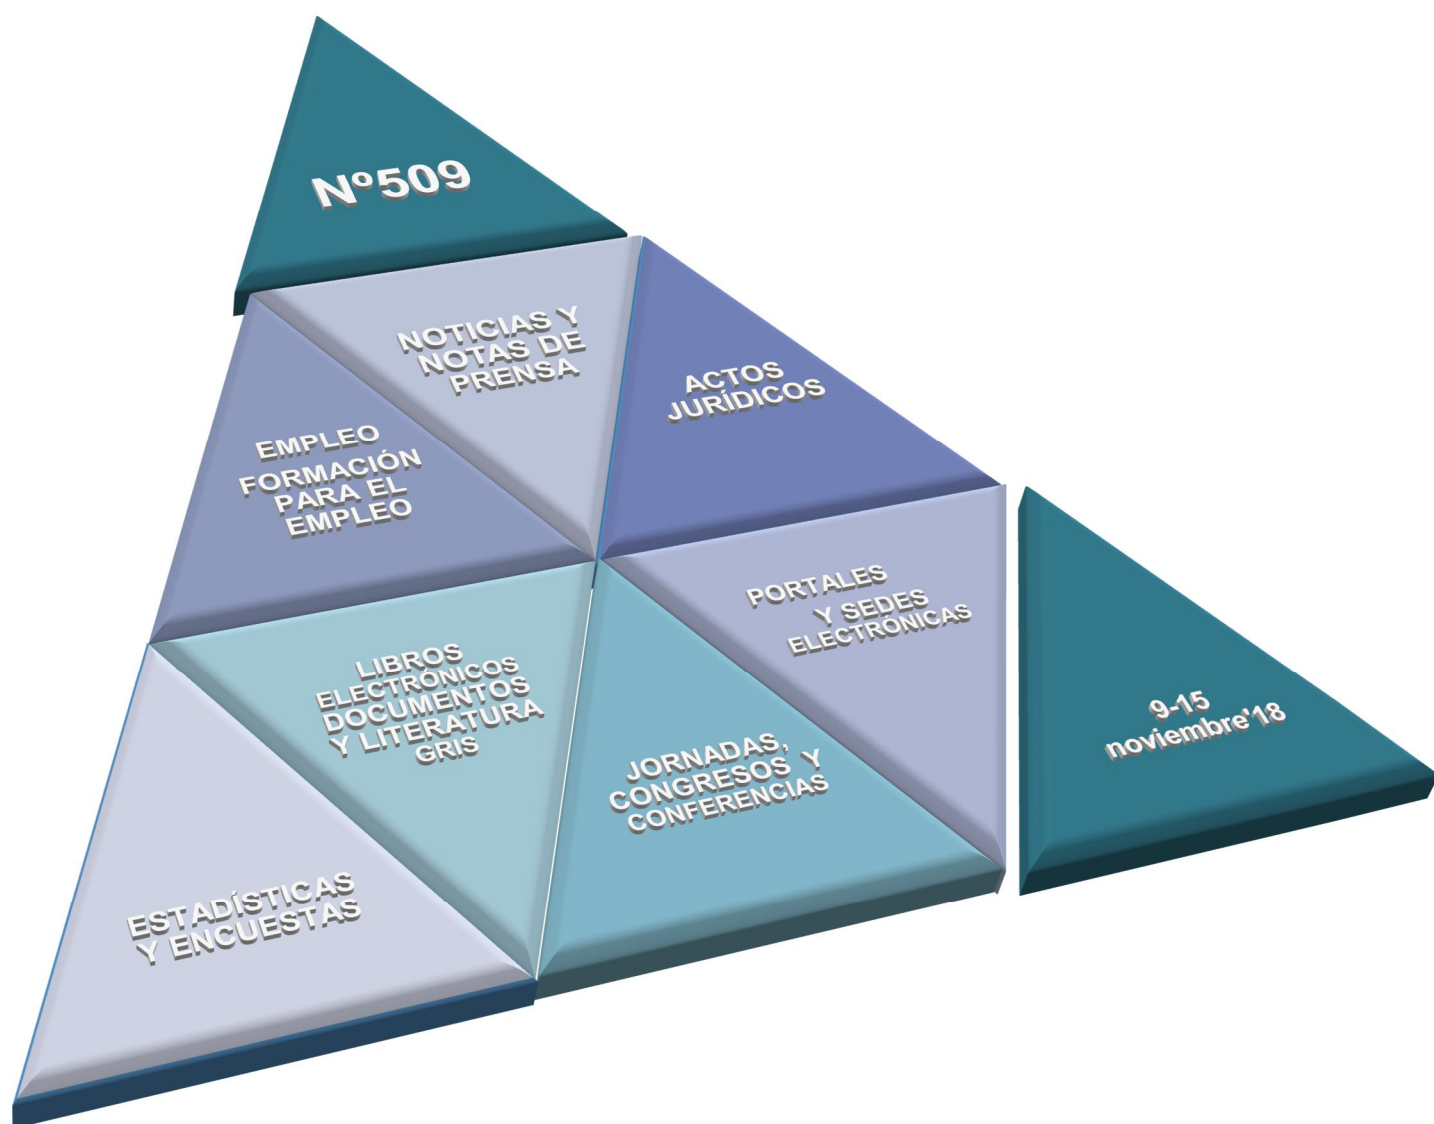 Nº509
NOTICIAS Y
NOTAS DE
PRENSA
ACTOS
JURÍDICOS
EMPLEO
FORMACIÓN
PARA EL
EMPLEO
PORTALES
Y SEDES
ELECTRÓNICAS
LIBROS
ELECTRÓNICOS
DOCUMENTOS
Y LITERATURA
GRIS
JORNADAS,
CONGRESOS Y
CONFERENCIAS
9-15
noviembre'18
ESTADÍSTICAS
Y ENCUESTAS